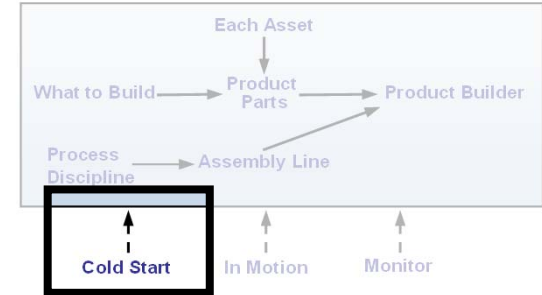 Each Asset
What to Build
Product
Parts
Product Builder
Process
Discipline
Assembly Line
Cold Start
In Motion
Monitor